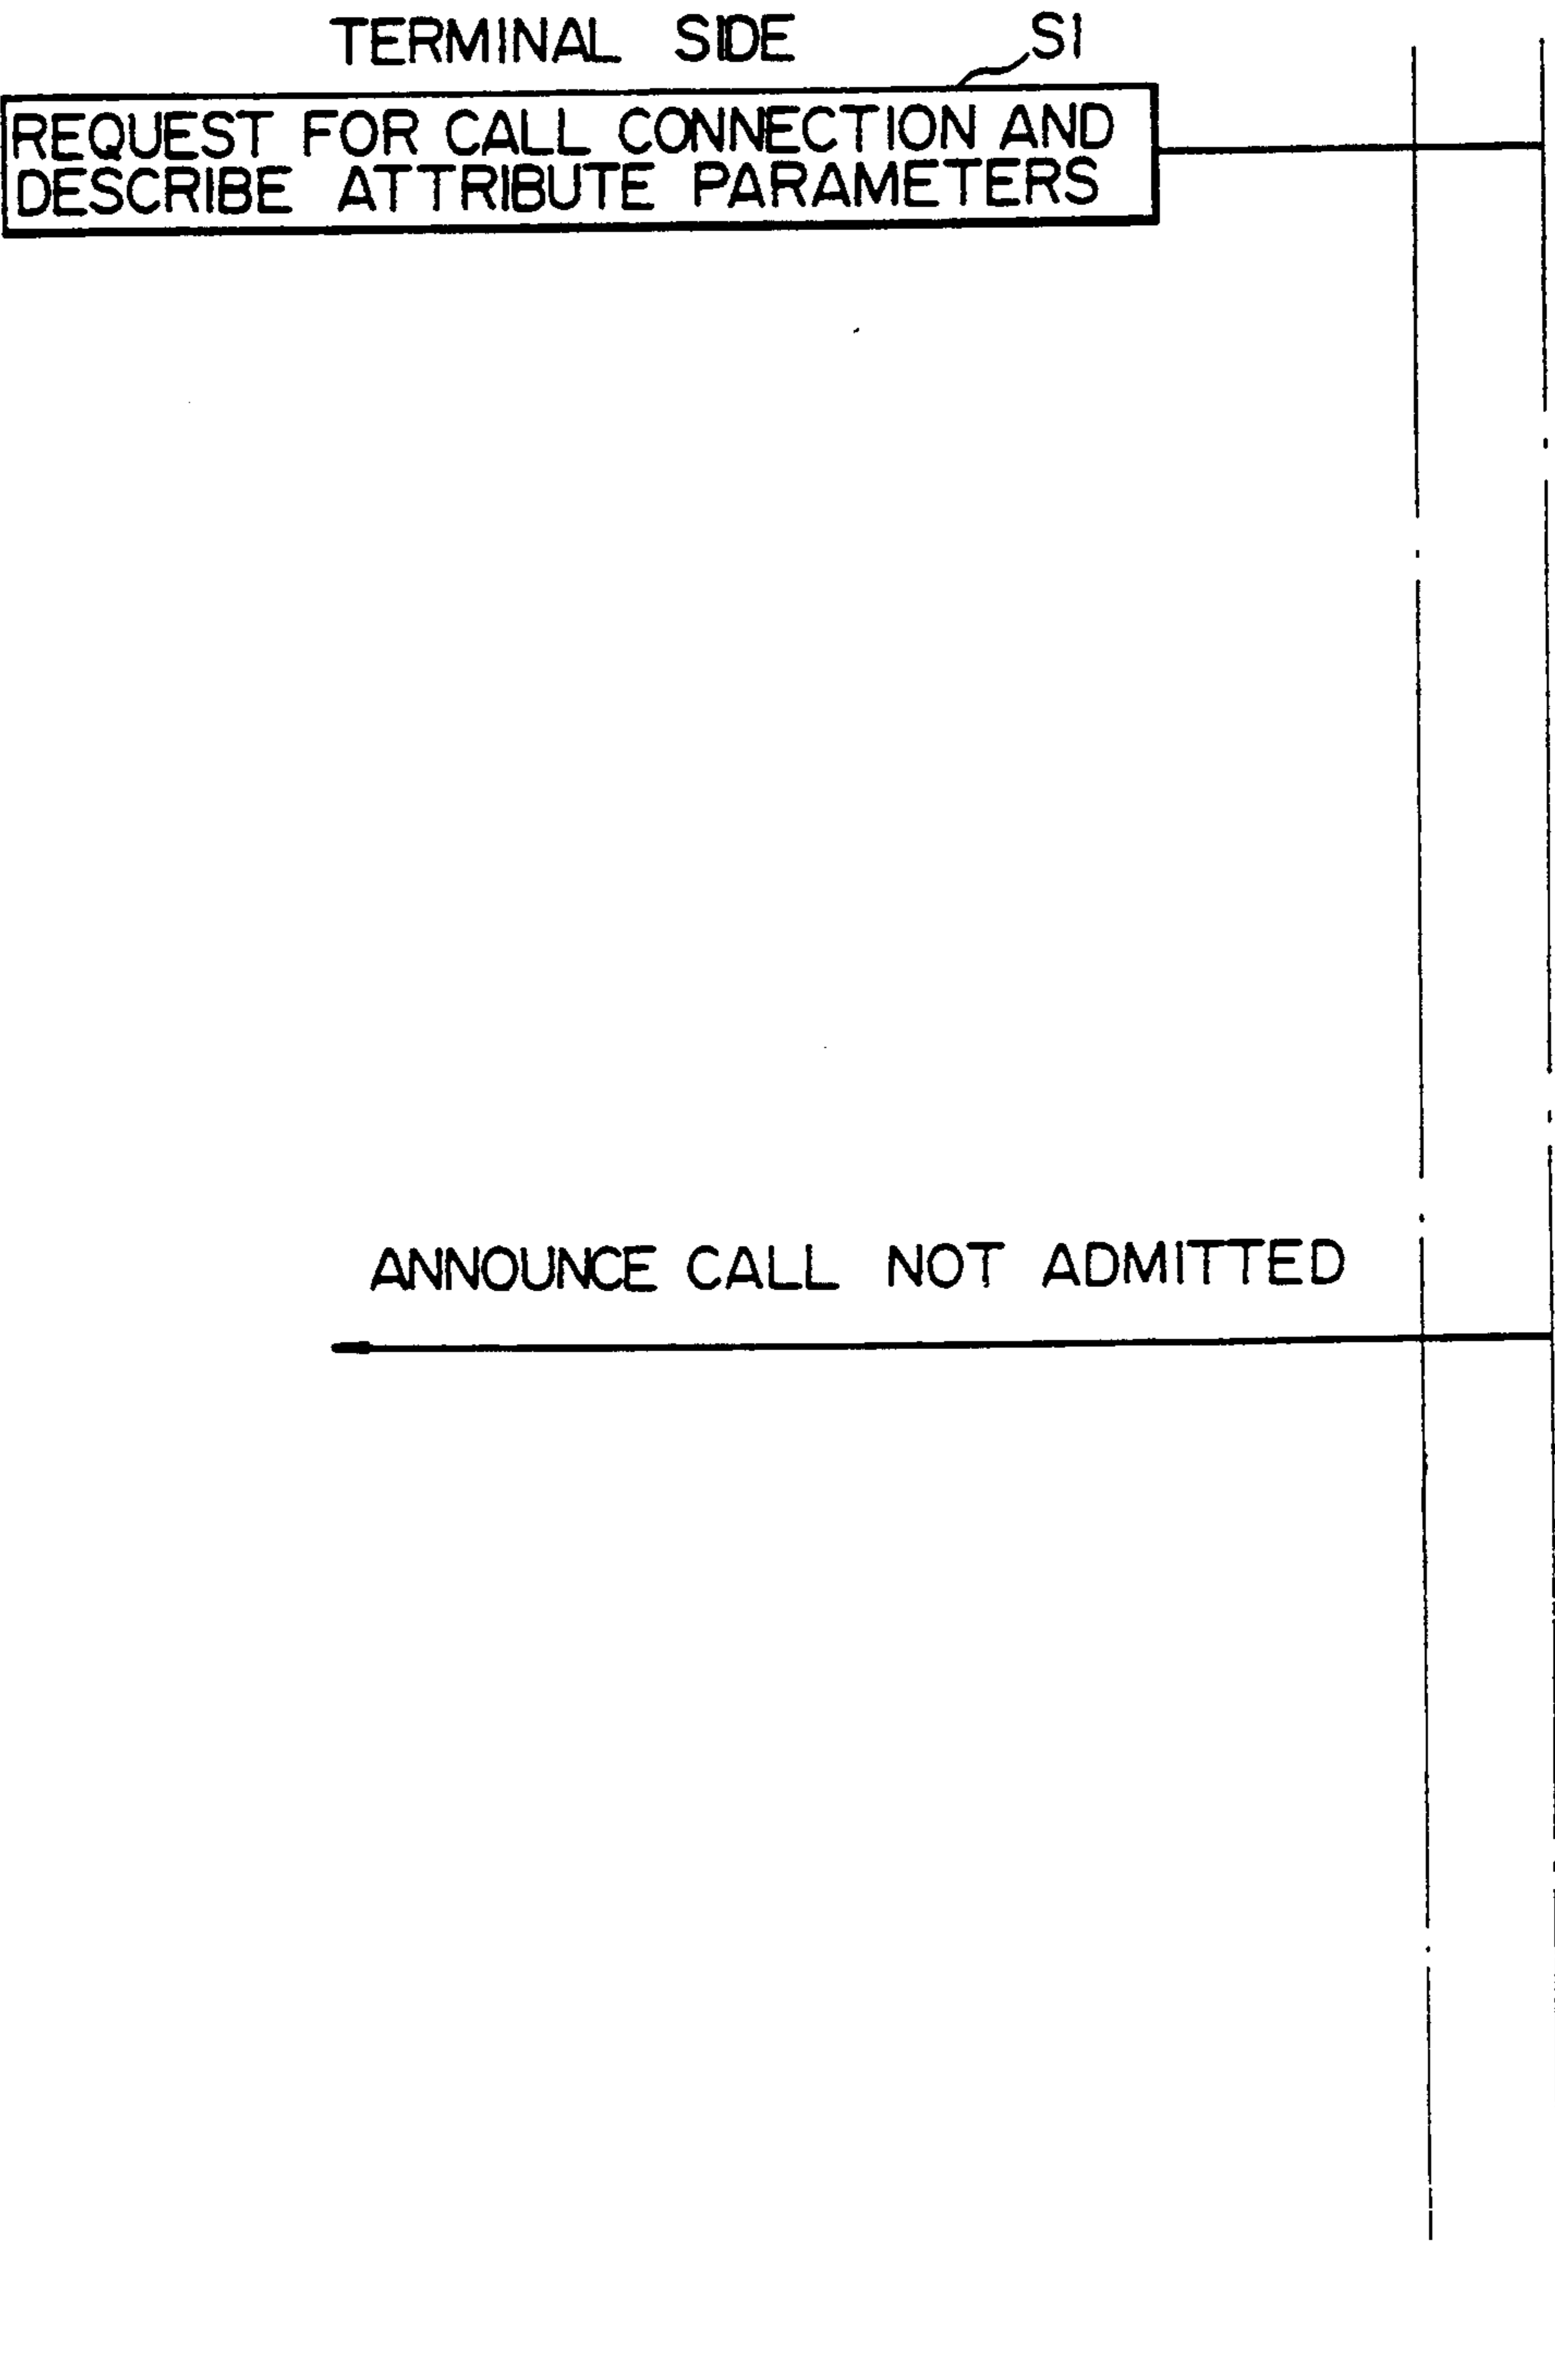 TERMINAL SIDE
S1
REQUEST FOR CALL CONNECTION AND
DESCRIBE ATTRIBUTE PARAMETERS
ANNOUNCE CALL NOT ADMITTED